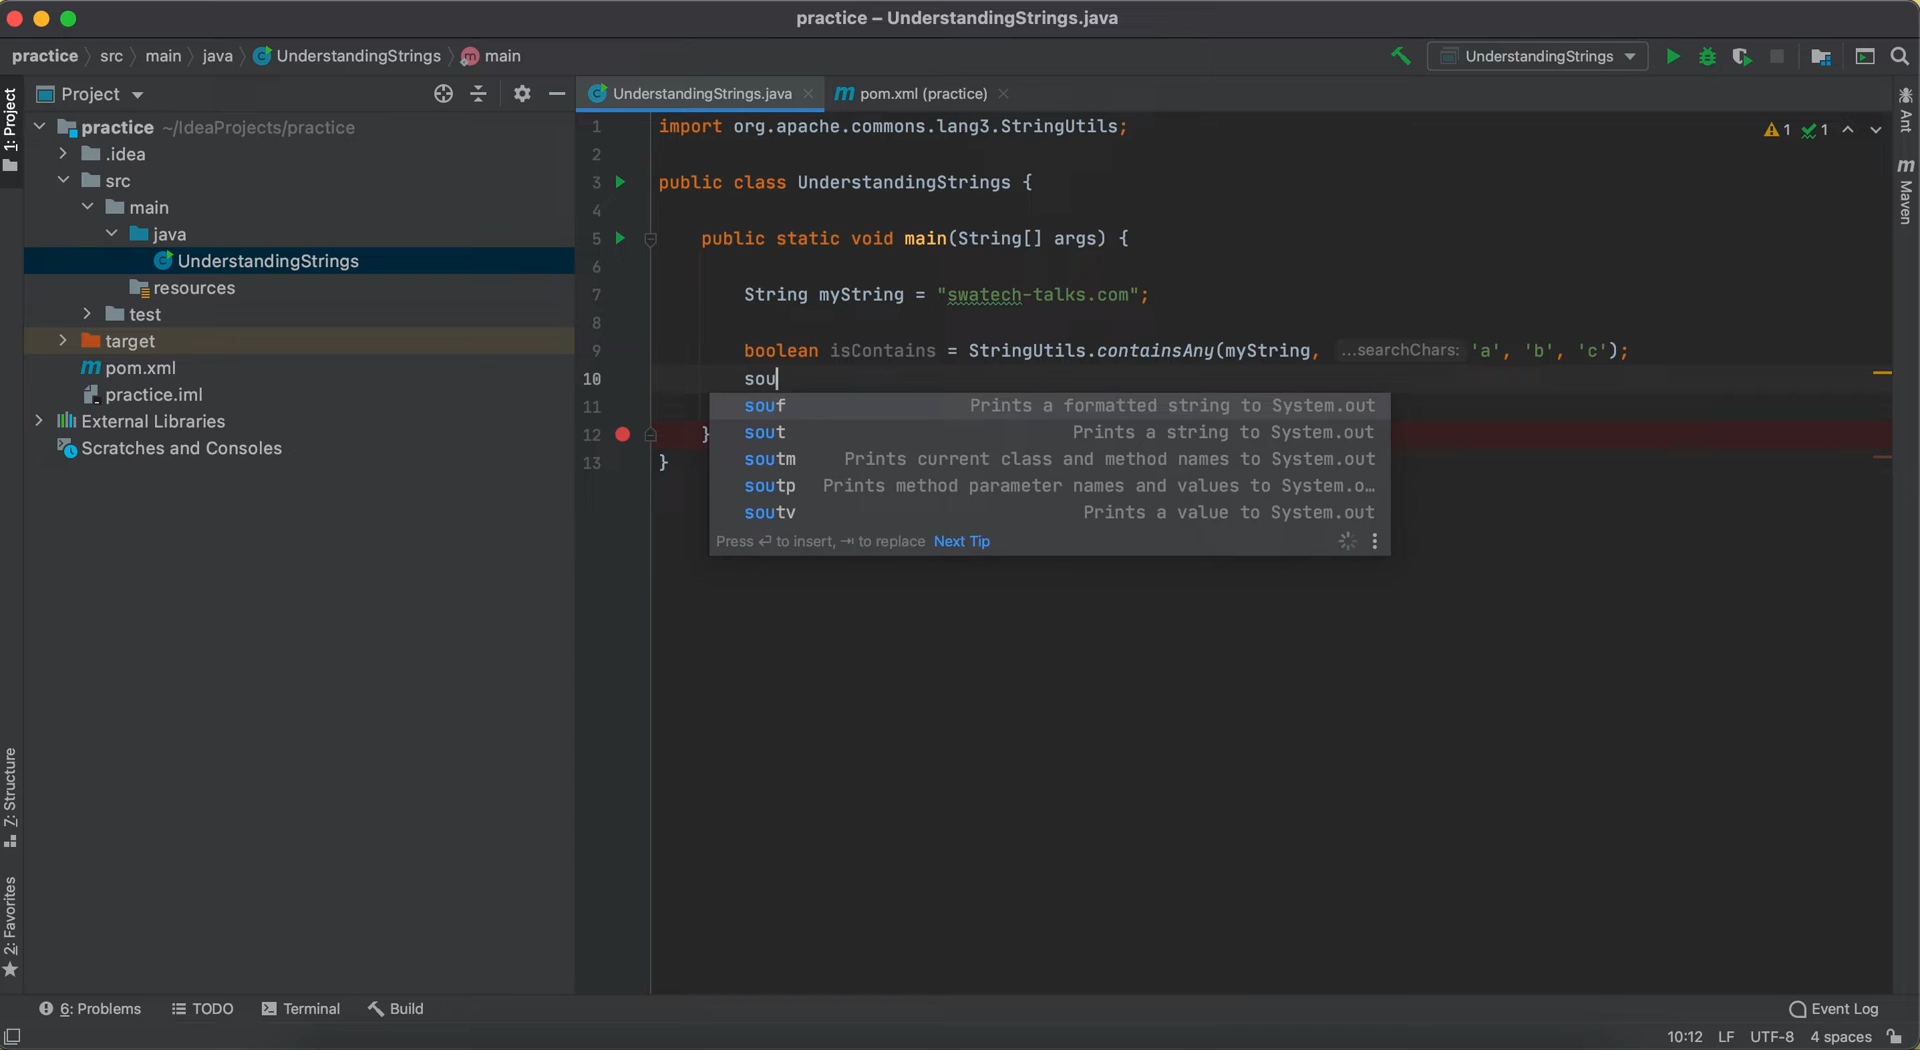 practice – UnderstandingStrings.java
practice src main java UnderstandingStrings main
UnderstandingStrings
1: Project
Project
UnderstandingStrings.java
pom.xml (practice)
practice ~/IdeaProjects/practice
.idea
src
main
java
UnderstandingStrings
resources
test
target
pom.xml
practice.iml
External Libraries
Scratches and Consoles
1 import org.apache.commons.lang3.StringUtils;
2
3 public class UnderstandingStrings {
4
5 public static void main(String[] args) {
6
7 String myString = "swatech-talks.com";
8
9 boolean isContains = StringUtils.containsAny(myString, ...searchChars: 'a', 'b', 'c');
10 sou
11
12 }
13 }
1 1
souf Prints a formatted string to System.out
sout Prints a string to System.out
soutm Prints current class and method names to System.out
soutp Prints method parameter names and values to System.o…
soutv Prints a value to System.out
Press ↵ to insert, ⇥ to replace Next Tip
Ant
m Maven
7: Structure
2: Favorites
6: Problems TODO Terminal Build Event Log
10:12 LF UTF-8 4 spaces